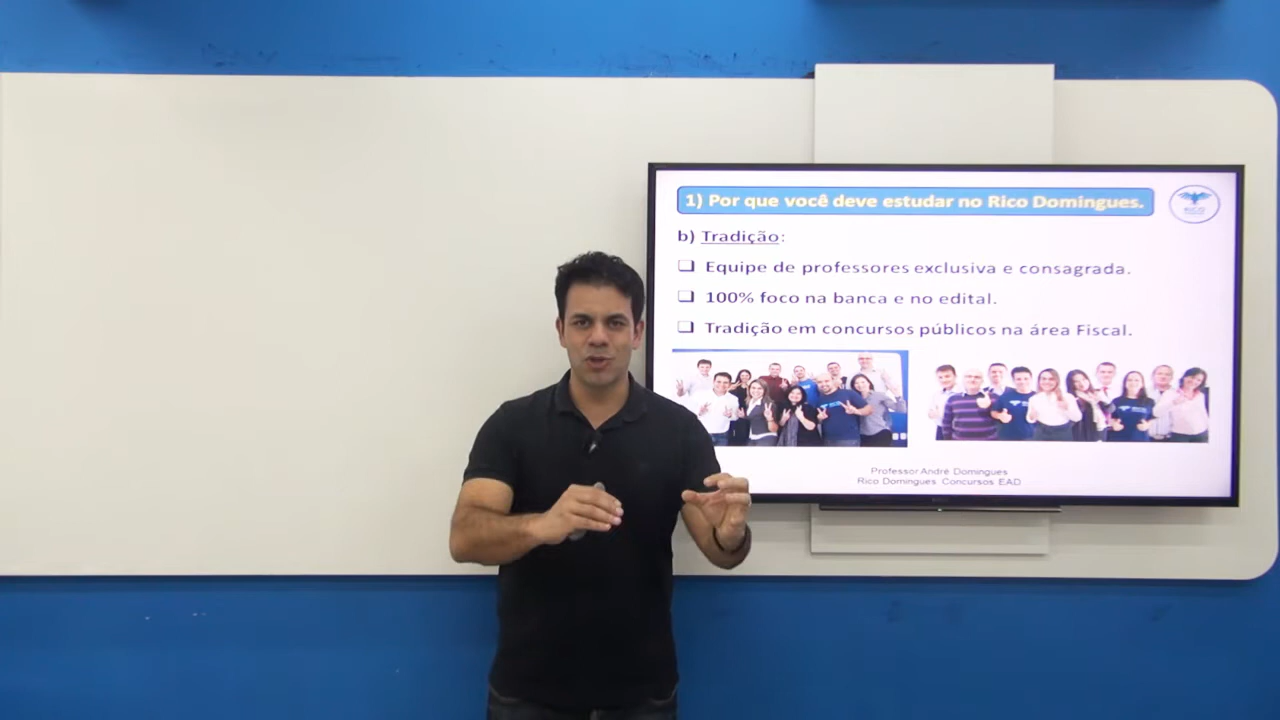 1) Por que você deve estudar no Rico Domingues.
RICO
b) Tradição:
❑ Equipe de professores exclusiva e consagrada.
❑ 100% foco na banca e no edital.
❑ Tradição em concursos públicos na área Fiscal.
Professor André Domingues
Rico Domingues Concursos EAD